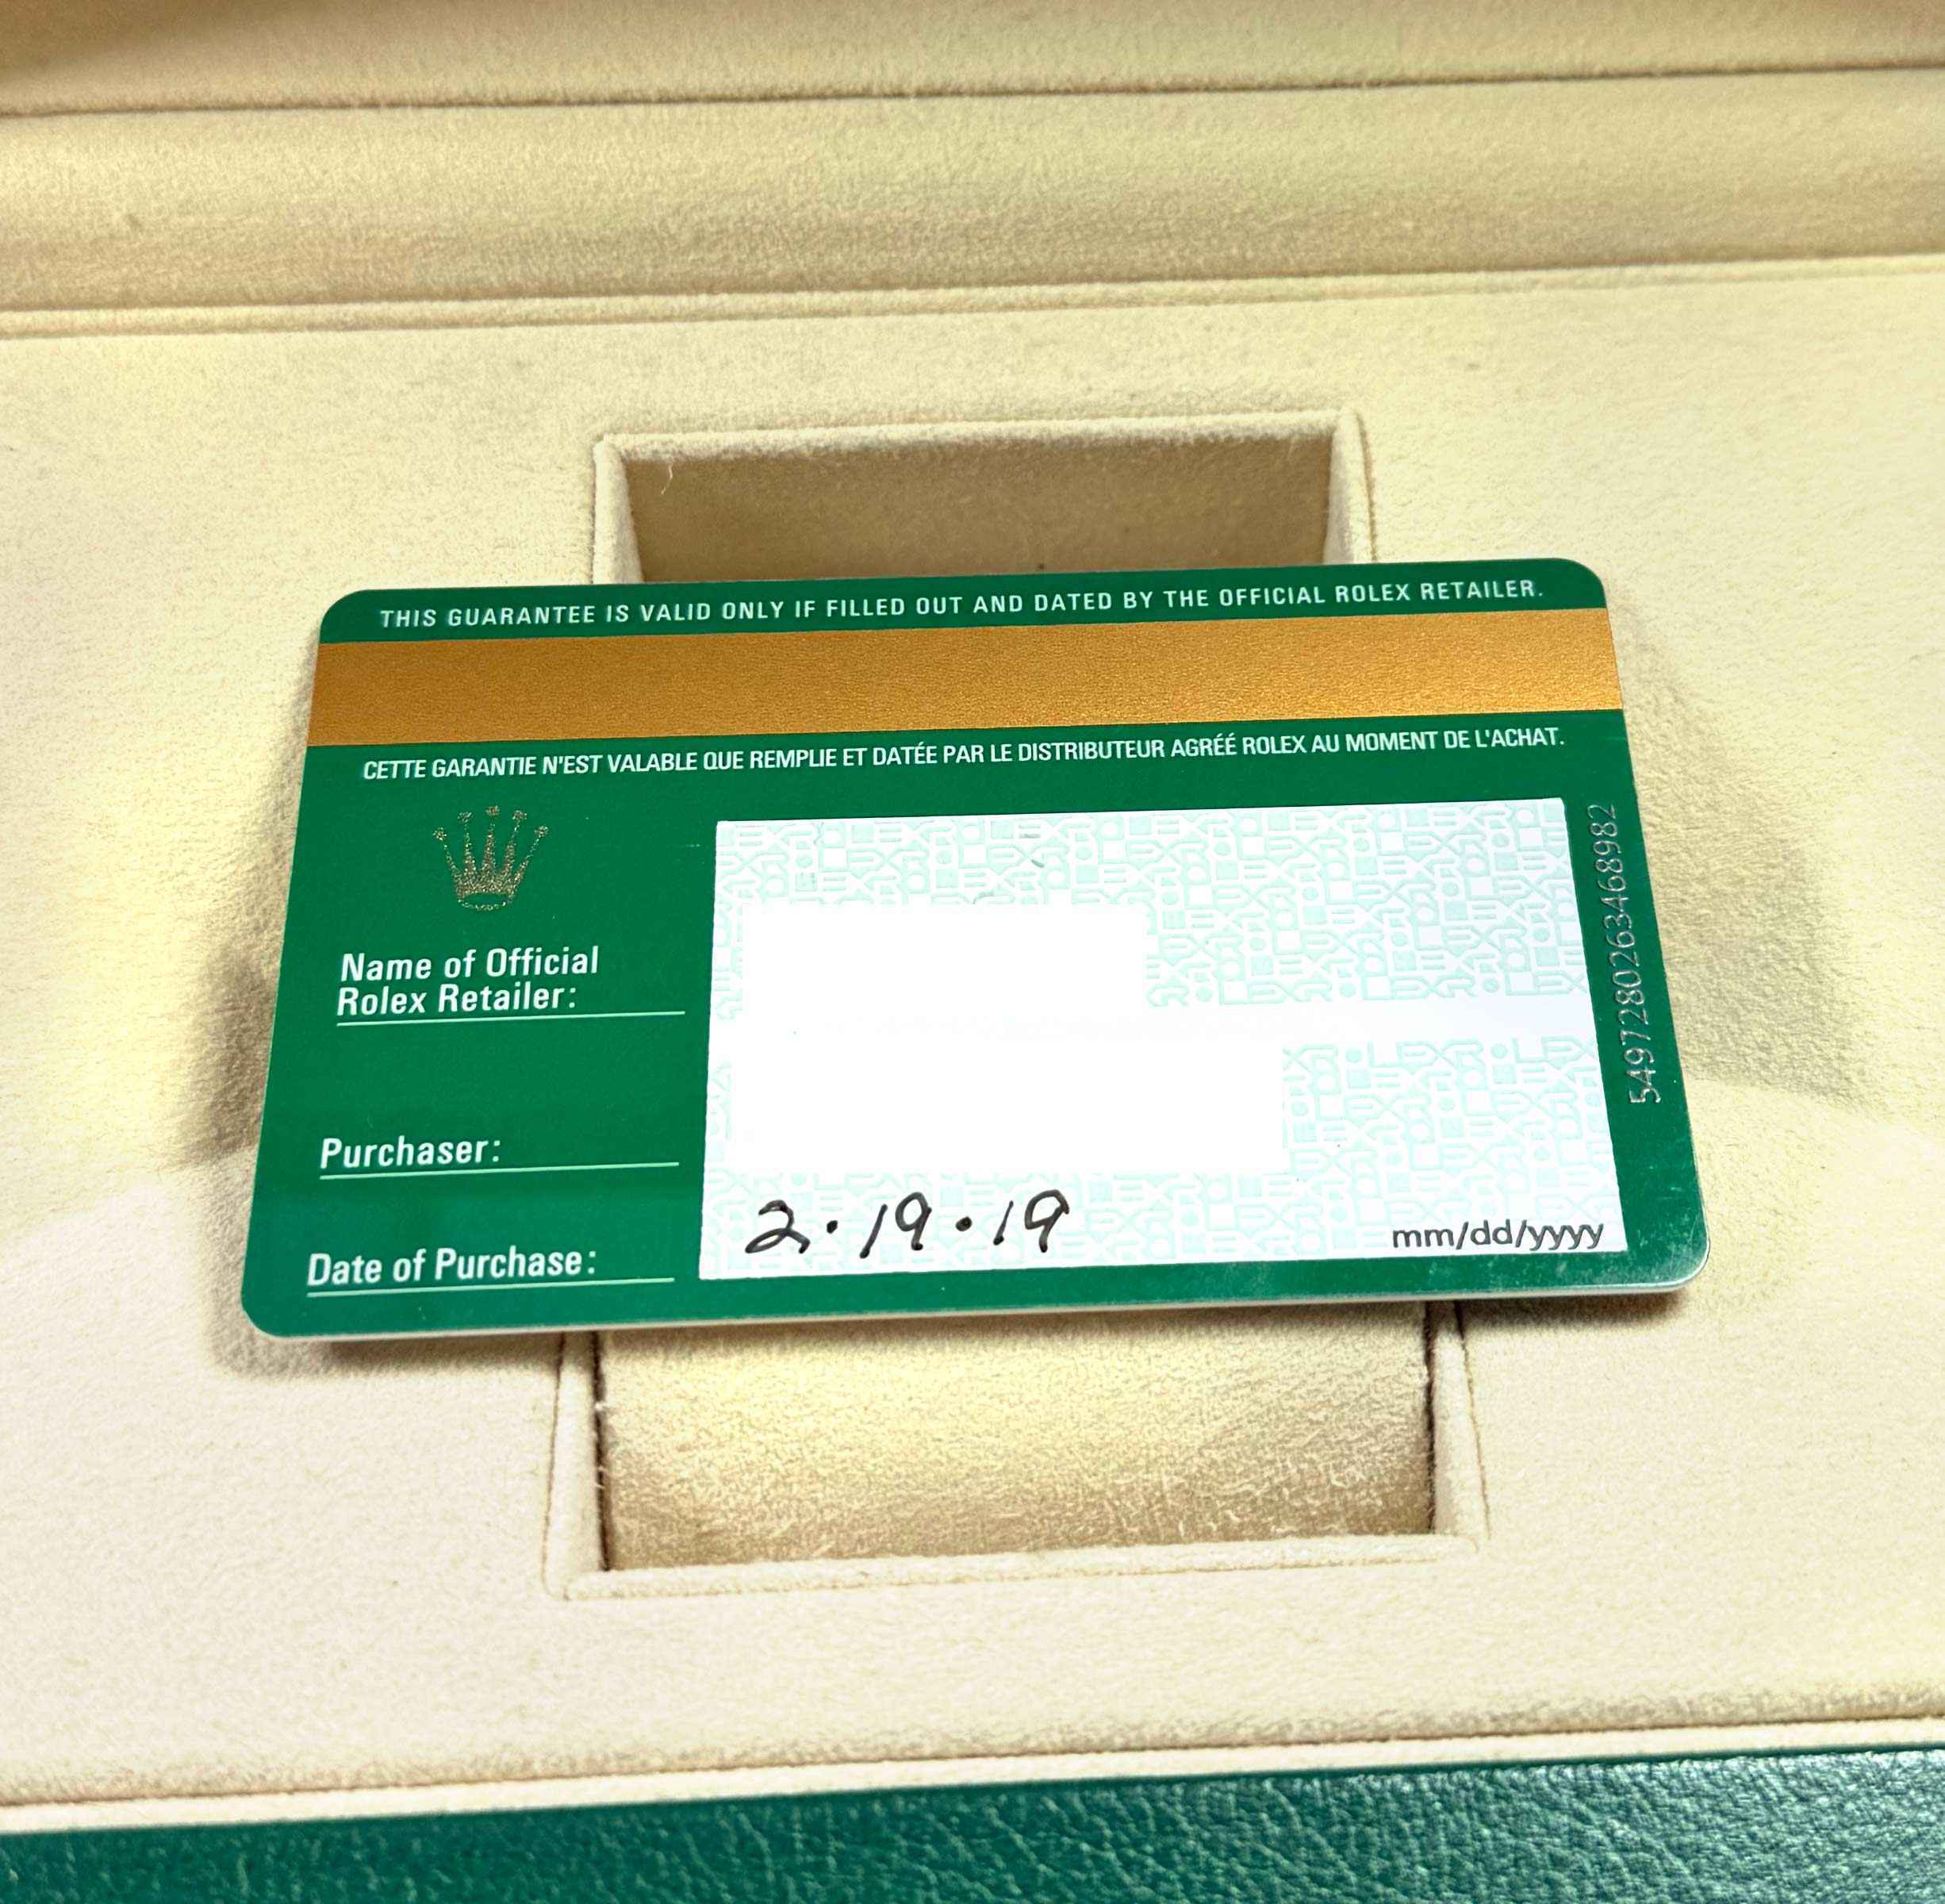 THIS GUARANTEE IS VALID ONLY IF FILLED OUT AND DATED BY THE OFFICIAL ROLEX RETAILER.
CETTE GARANTIE N'EST VALABLE QUE REMPLIE ET DATÉE PAR LE DISTRIBUTEUR AGRÉÉ ROLEX AU MOMENT DE L'ACHAT.
Name of Official
Rolex Retailer:
Purchaser:
Date of Purchase:
2.19.19
mm/dd/yyyy
5497280263468982